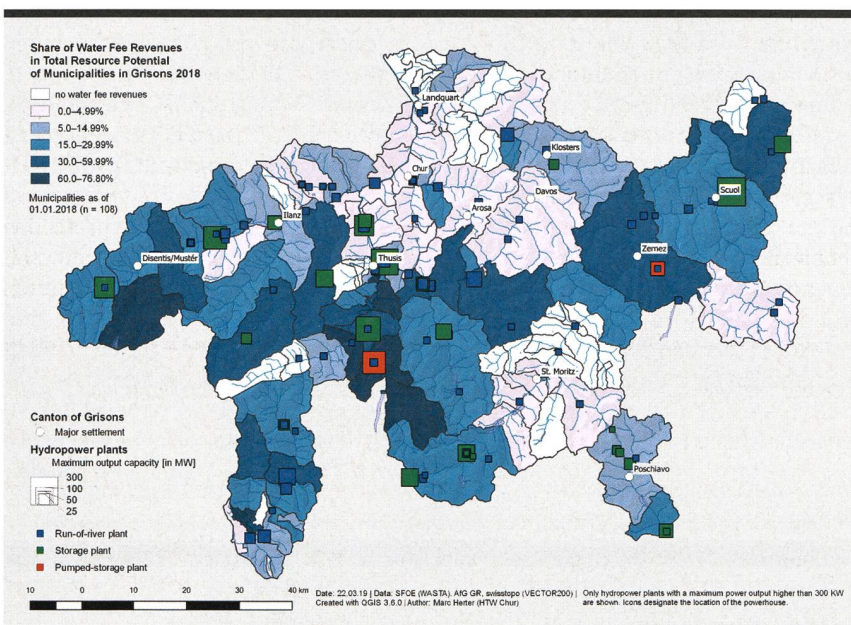 Share of Water Fee Revenues
in Total Resource Potential
of Municipalities in Grisons 2018
no water fee revenues
0.0–4.99%
5.0–14.99%
15.0–29.99%
30.0–59.99%
60.0–76.80%
Municipalities as of
01.01.2018 (n = 108)
Landquart
Klosters
Chur
Davos
Scuol
Arosa
Ilanz
Zernez
Disentis/Mustér
Thusis
St. Moritz
Poschiavo
Canton of Grisons
Major settlement
Hydropower plants
Maximum output capacity [in MW]
300
100
50
25
Run-of-river plant
Storage plant
Pumped-storage plant
10 0 10 20 30 40 km
Date: 22.03.19 | Data: SFOE (WASTA). AfG GR, swisstopo (VECTOR200) |
Created with QGIS 3.6.0 | Author: Marc Herter (HTW Chur)
Only hydropower plants with a maximum power output higher than 300 KW
are shown. Icons designate the location of the powerhouse.